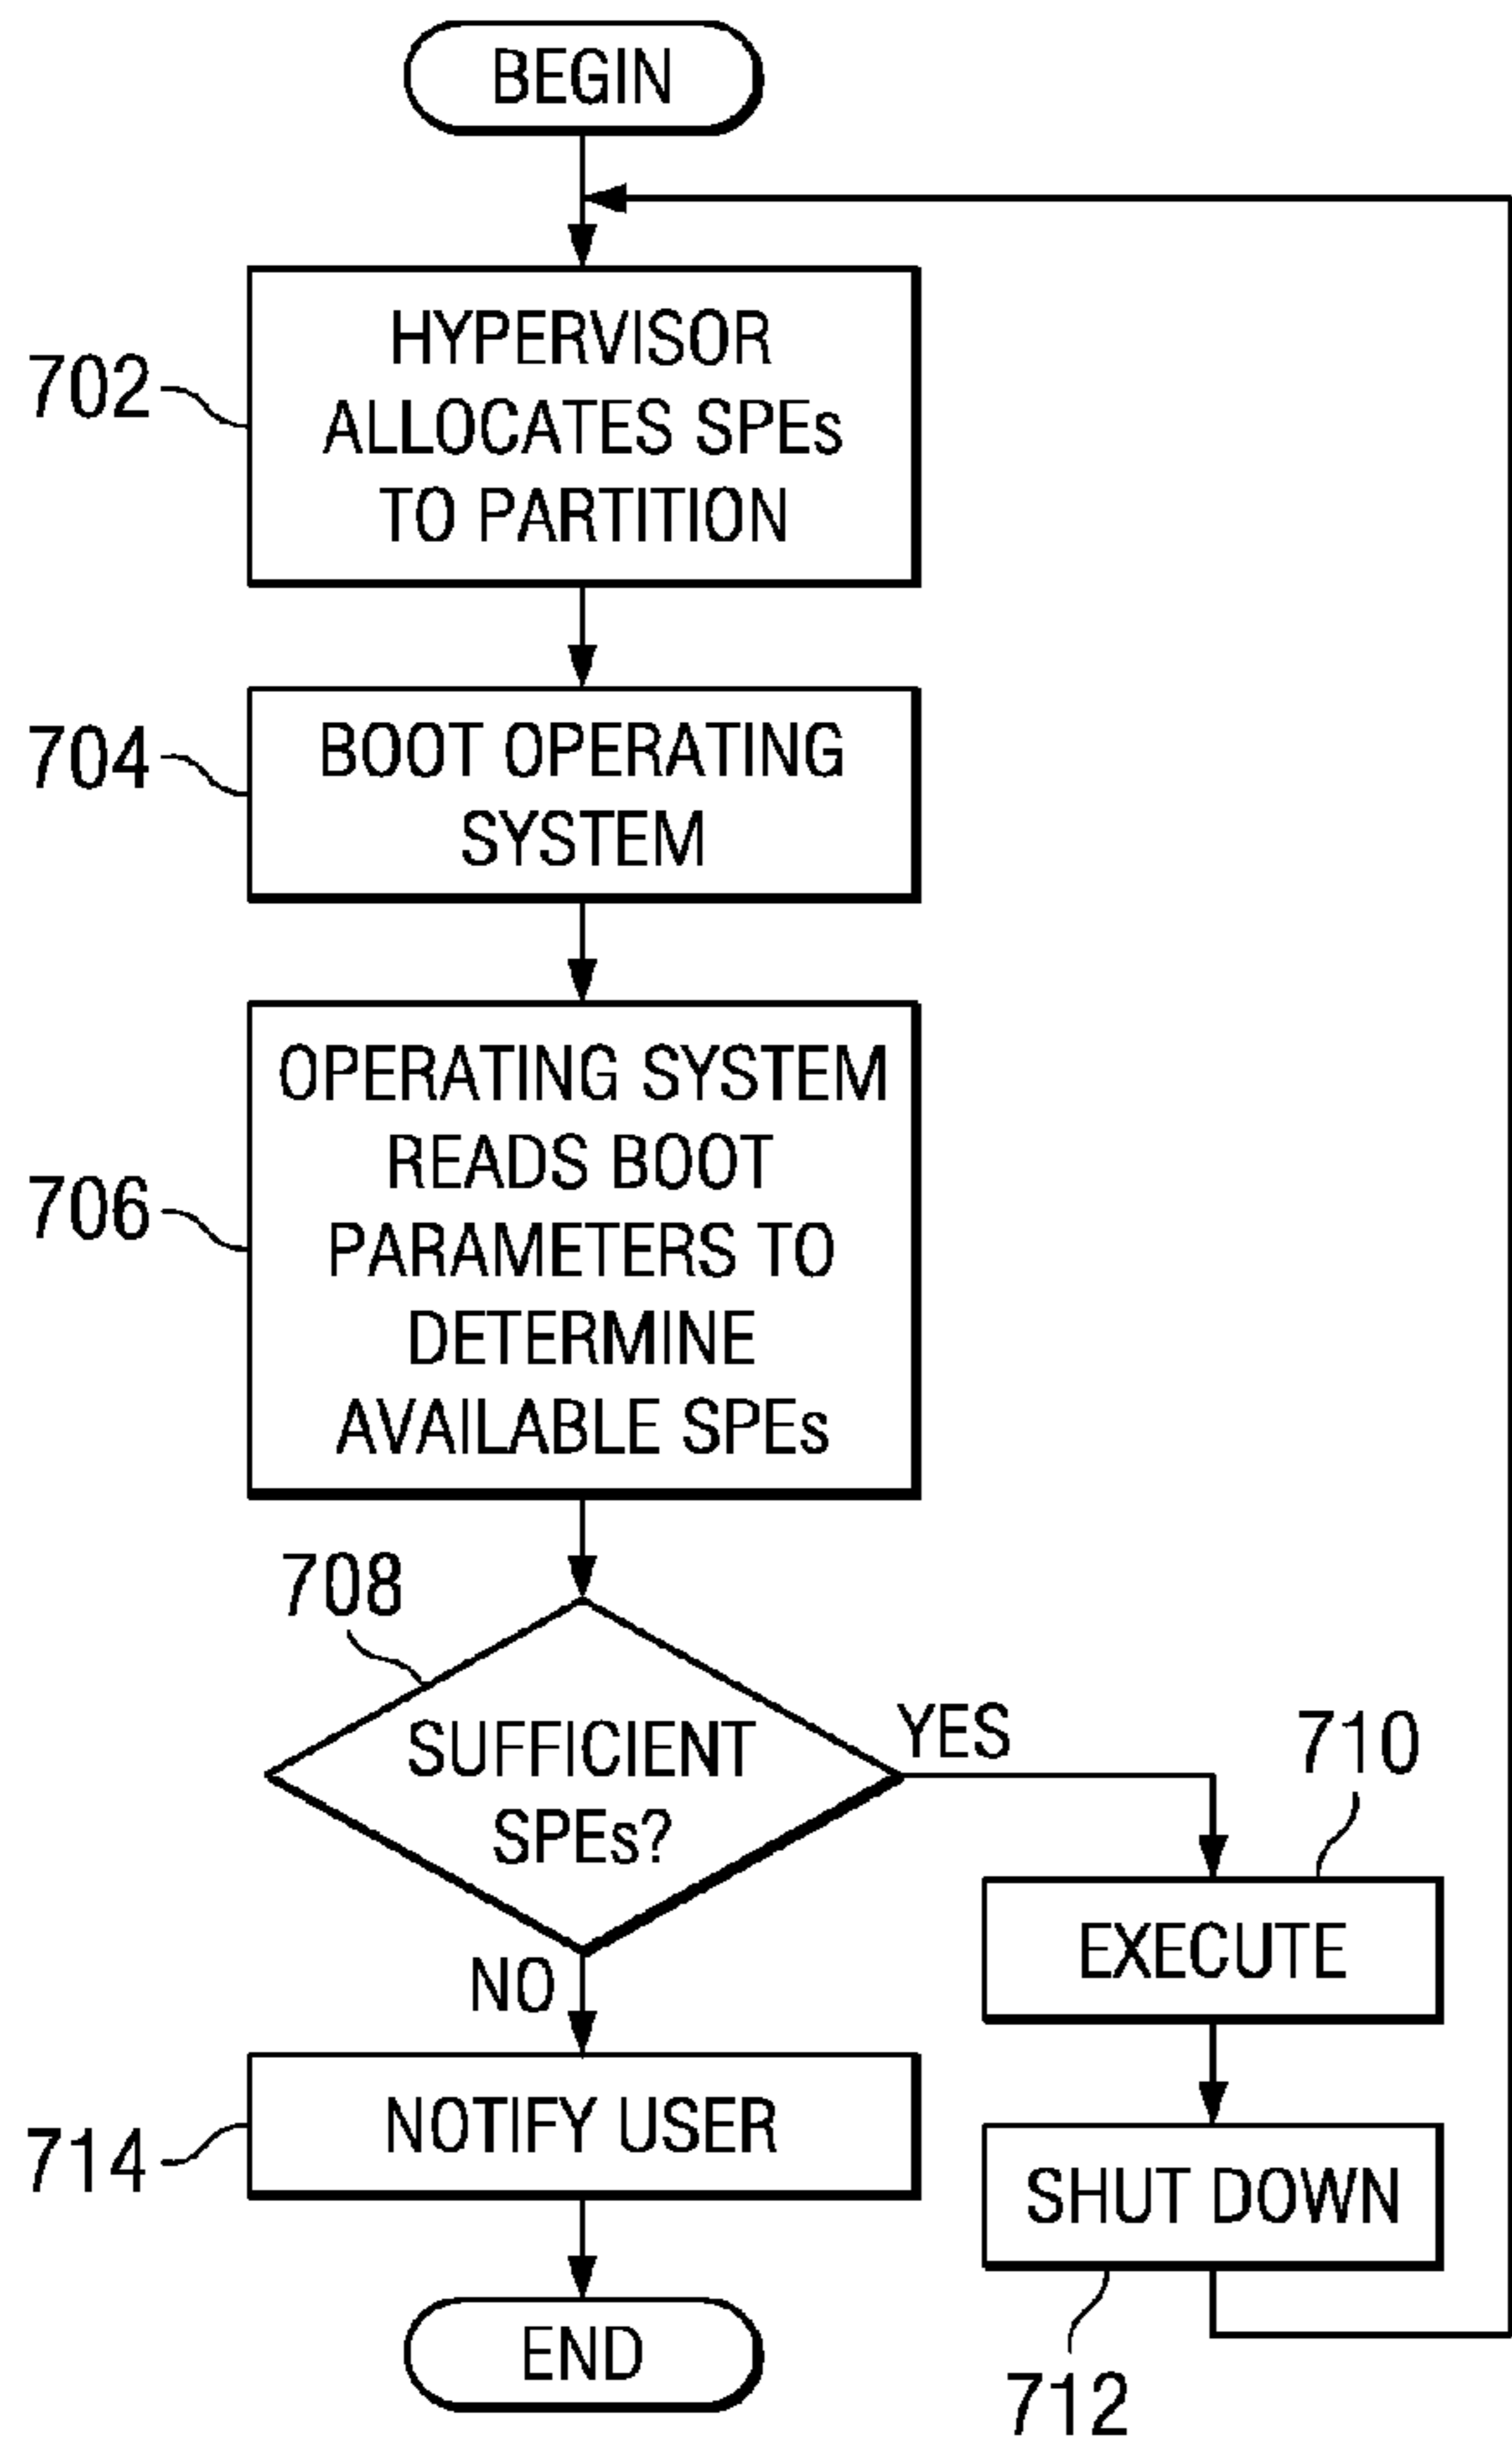 BEGIN
702
HYPERVISOR
ALLOCATES SPEs
TO PARTITION
704
BOOT OPERATING
SYSTEM
706
OPERATING SYSTEM
READS BOOT
PARAMETERS TO
DETERMINE
AVAILABLE SPEs
708
SUFFICIENT
SPEs?
YES
710
EXECUTE
NO
714
NOTIFY USER
SHUT DOWN
712
END